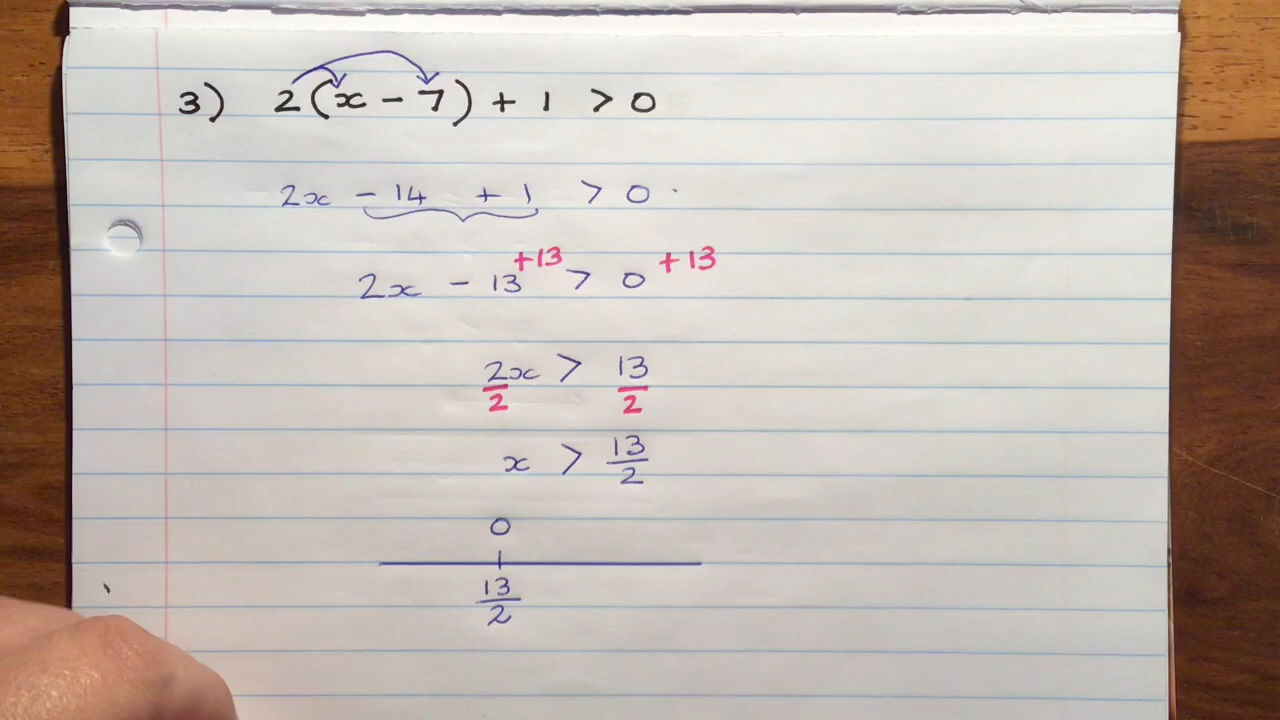 3) 2(x - 7) + 1 > 0
2x - 14 + 1 > 0
2x - 13 +13 > 0 +13
2x/2 > 13/2
x > 13/2
0
13/2